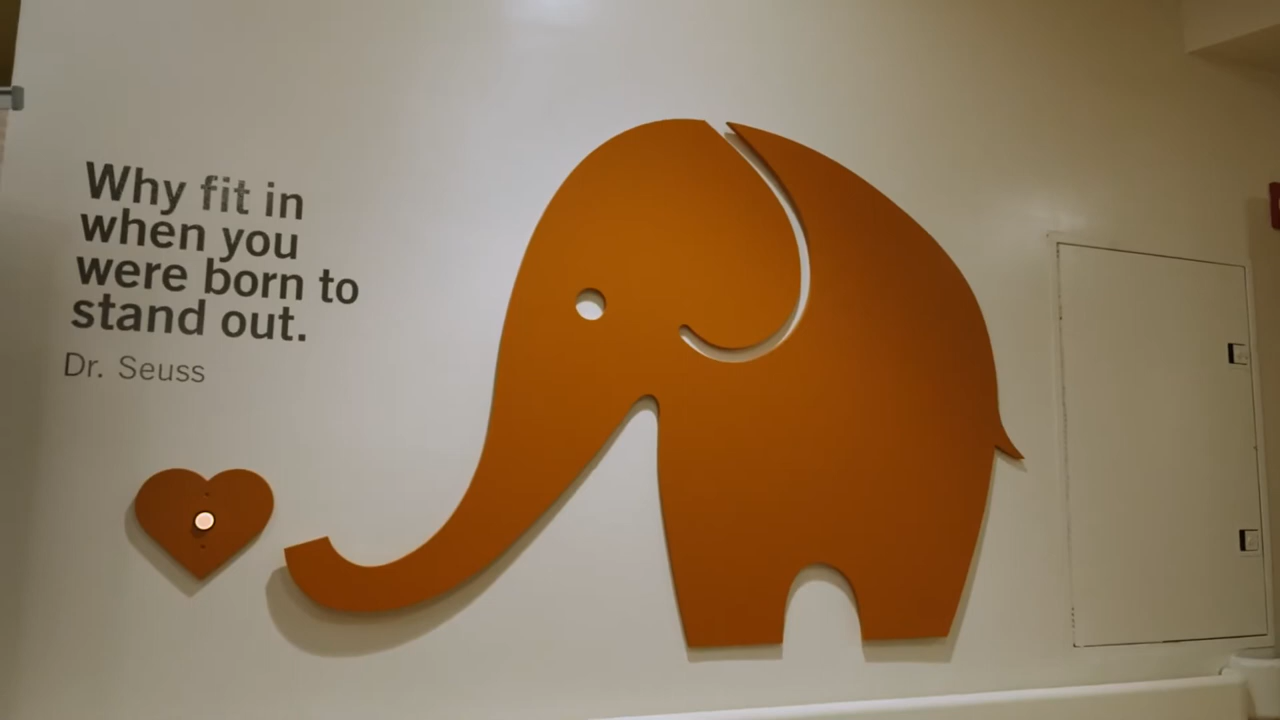 Why fit in
when you
were born to
stand out.
Dr. Seuss